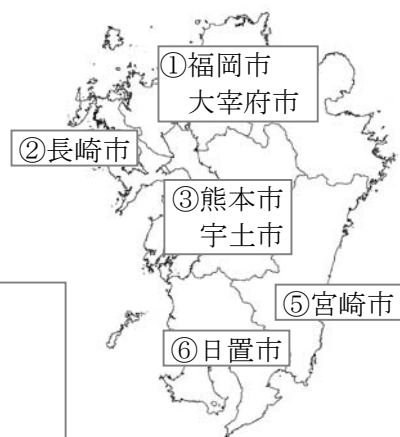 ①福岡市
大宰府市
②長崎市
③熊本市
宇土市
⑤宮崎市
⑥日置市